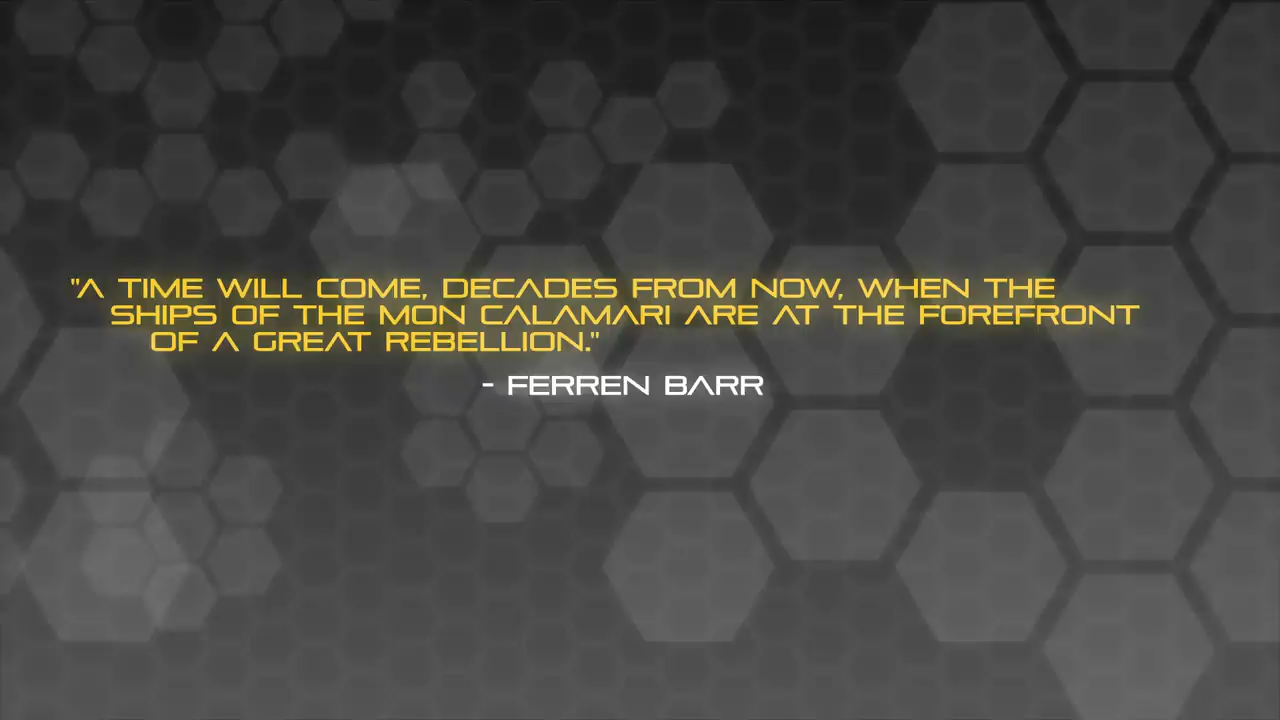 "A TIME WILL COME, DECADES FROM NOW, WHEN THE
SHIPS OF THE MON CALAMARI ARE AT THE FOREFRONT
OF A GREAT REBELLION."
- FERREN BARR